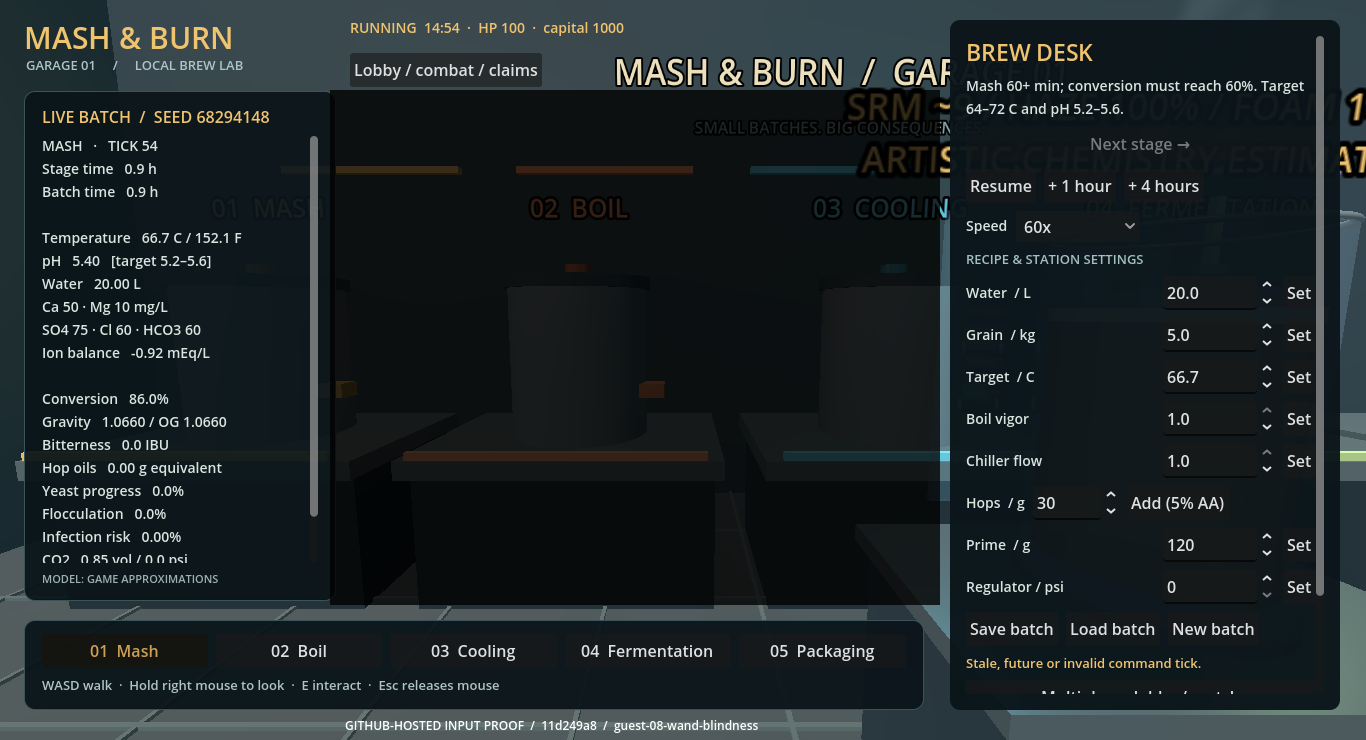 MASH & BURN
GARAGE 01 / LOCAL BREW LAB
RUNNING 14:54 · HP 100 · capital 1000
Lobby / combat / claims
MASH & BURN / GAR
SRM
SMALL BATCHES. BIG CONSEQUENCES.
ARTISTIC CHEMISTRY ESTIMAT
01 MASH
02 BOIL
03 COOLING
04 FERMENTATION
LIVE BATCH / SEED 68294148
MASH · TICK 54
Stage time 0.9 h
Batch time 0.9 h
Temperature 66.7 C / 152.1 F
pH 5.40 [target 5.2–5.6]
Water 20.00 L
Ca 50 · Mg 10 mg/L
SO4 75 · Cl 60 · HCO3 60
Ion balance -0.92 mEq/L
Conversion 86.0%
Gravity 1.0660 / OG 1.0660
Bitterness 0.0 IBU
Hop oils 0.00 g equivalent
Yeast progress 0.0%
Flocculation 0.0%
Infection risk 0.00%
CO2 0.85 vol / 0.0 psi
MODEL: GAME APPROXIMATIONS
BREW DESK
Mash 60+ min; conversion must reach 60%. Target
64–72 C and pH 5.2–5.6.
Next stage →
Resume + 1 hour + 4 hours
Speed 60x
RECIPE & STATION SETTINGS
Water / L 20.0 Set
Grain / kg 5.0 Set
Target / C 66.7 Set
Boil vigor 1.0 Set
Chiller flow 1.0 Set
Hops / g 30 Add (5% AA)
Prime / g 120 Set
Regulator / psi 0 Set
Save batch Load batch New batch
Stale, future or invalid command tick.
01 Mash 02 Boil 03 Cooling 04 Fermentation 05 Packaging
WASD walk · Hold right mouse to look · E interact · Esc releases mouse
GITHUB-HOSTED INPUT PROOF / 11d249a8 / guest-08-wand-blindness